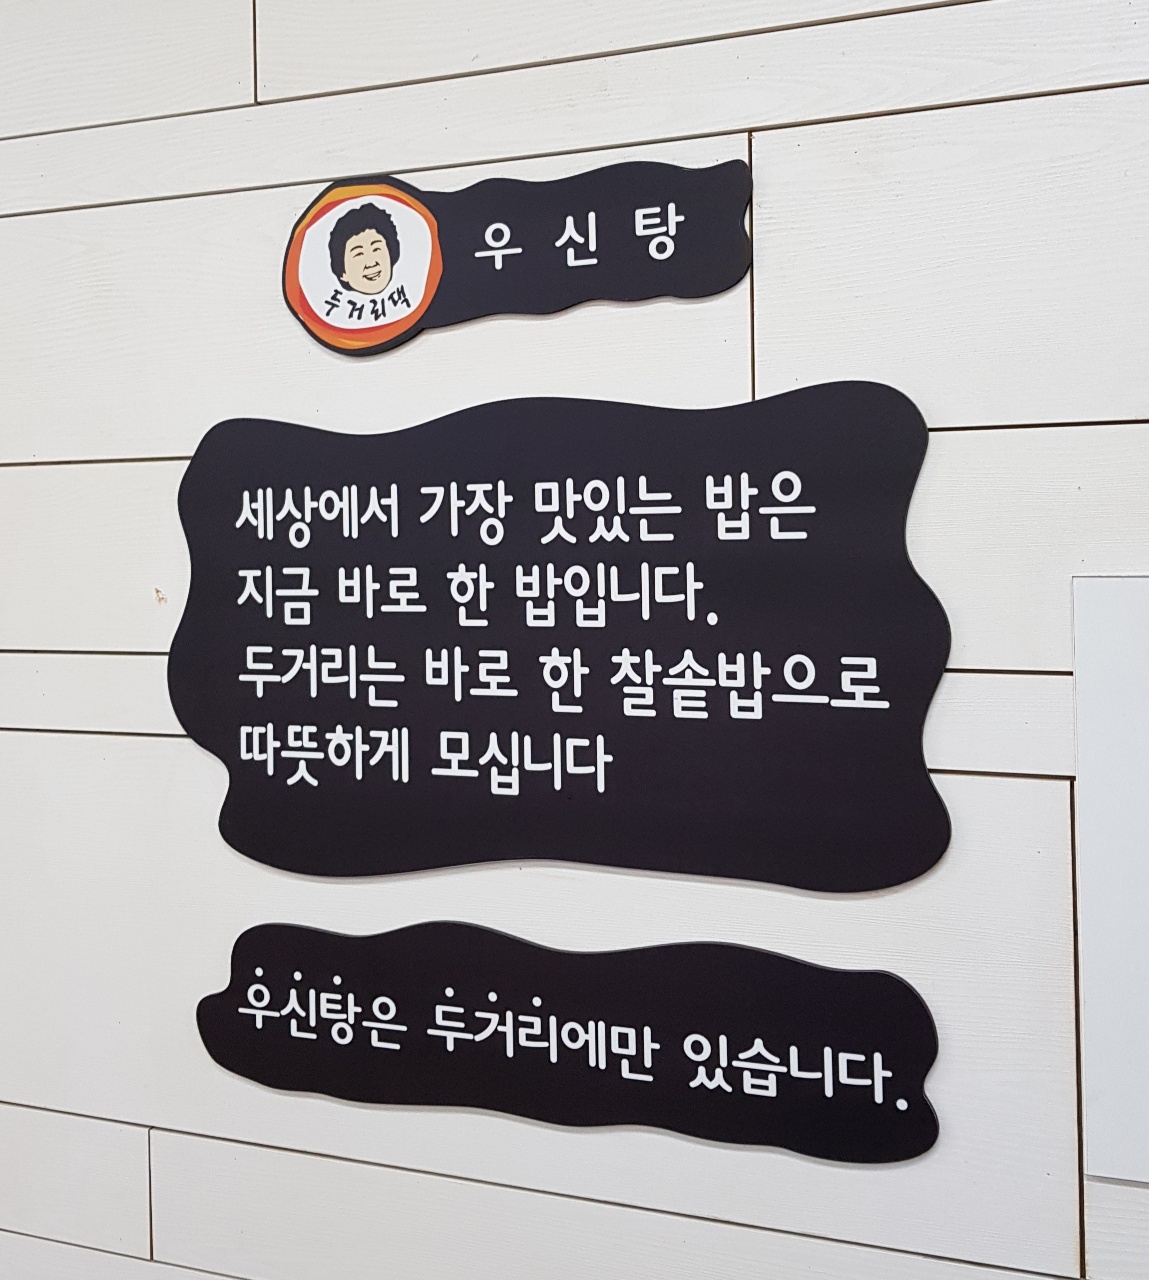 우신탕
두거리댁
세상에서 가장 맛있는 밥은
지금 바로 한 밥입니다.
두거리는 바로 한 찰솥밥으로
따뜻하게 모십니다
우신탕은 두거리에만 있습니다.